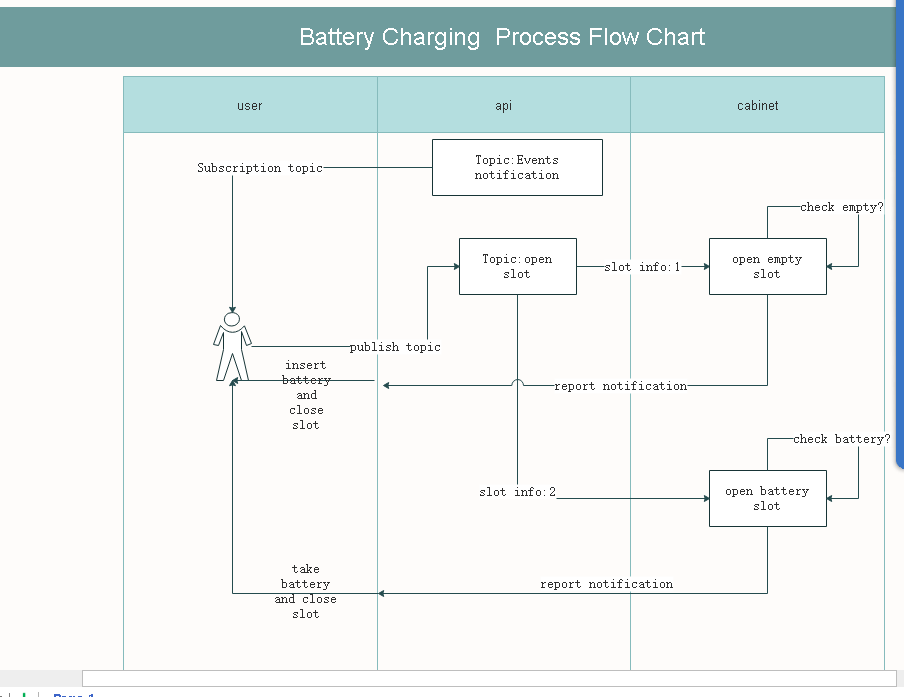 Battery Charging Process Flow Chart
user
api
cabinet
Subscription topic
Topic:Events
notification
check empty?
Topic:open
slot
slot info:1
open empty
slot
publish topic
insert
battery
and
close
slot
report notification
check battery?
slot info:2
open battery
slot
take
battery
and close
slot
report notification